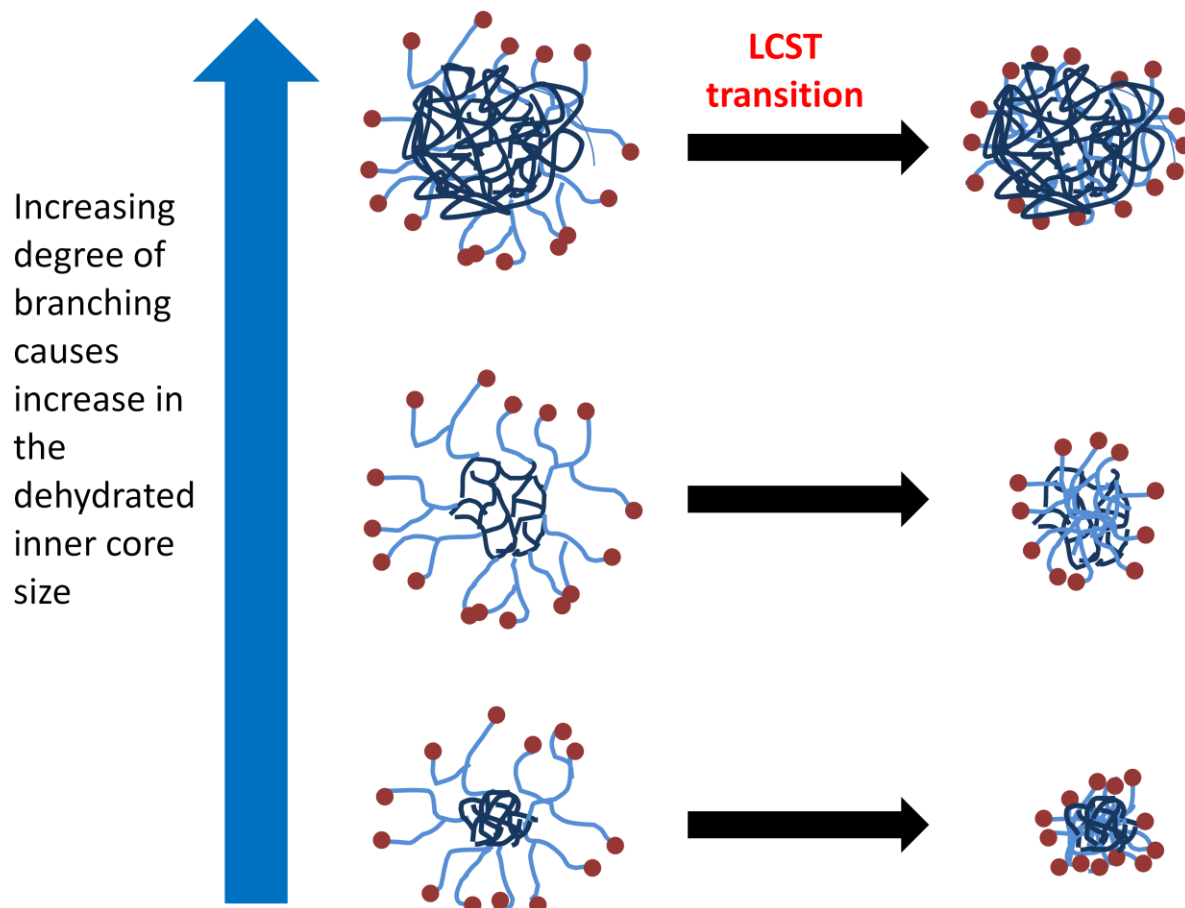 LCST
transition
Increasing
degree of
branching
causes
increase in
the
dehydrated
inner core
size